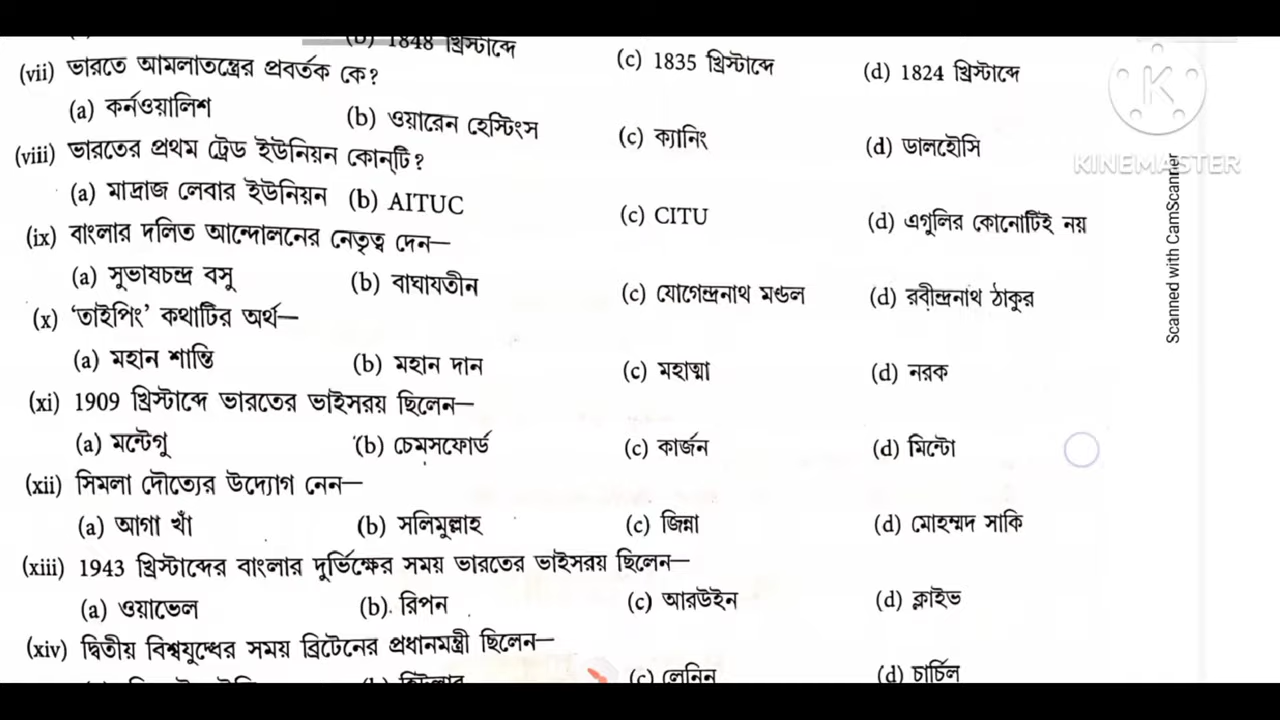 (b) 1848 খ্রিস্টাব্দে (c) 1835 খ্রিস্টাব্দে (d) 1824 খ্রিস্টাব্দে
(vii) ভারতে আমলাতন্ত্রের প্রবর্তক কে?
(a) কর্নওয়ালিশ (b) ওয়ারেন হেস্টিংস (c) ক্যানিং (d) ডালহৌসি
(viii) ভারতের প্রথম ট্রেড ইউনিয়ন কোন্‌টি?
(a) মাদ্রাজ লেবার ইউনিয়ন (b) AITUC (c) CITU (d) এগুলির কোনোটিই নয়
(ix) বাংলার দলিত আন্দোলনের নেতৃত্ব দেন—
(a) সুভাষচন্দ্র বসু (b) বাঘাযতীন (c) যোগেন্দ্রনাথ মণ্ডল (d) রবীন্দ্রনাথ ঠাকুর
(x) ‘তাইপিং’ কথাটির অর্থ—
(a) মহান শান্তি (b) মহান দান (c) মহাত্মা (d) নরক
(xi) 1909 খ্রিস্টাব্দে ভারতের ভাইসরয় ছিলেন—
(a) মন্টেগু (b) চেমসফোর্ড (c) কার্জন (d) মিন্টো
(xii) সিমলা দৌত্যের উদ্যোগ নেন—
(a) আগা খাঁ (b) সলিমুল্লাহ (c) জিন্না (d) মোহম্মদ সাকি
(xiii) 1943 খ্রিস্টাব্দের বাংলার দুর্ভিক্ষের সময় ভারতের ভাইসরয় ছিলেন—
(a) ওয়াভেল (b) রিপন (c) আরউইন (d) ক্লাইভ
(xiv) দ্বিতীয় বিশ্বযুদ্ধের সময় ব্রিটেনের প্রধানমন্ত্রী ছিলেন—
(b) হিটলার (c) লেনিন (d) চার্চিল
KINEMASTER
Scanned with CamScanner